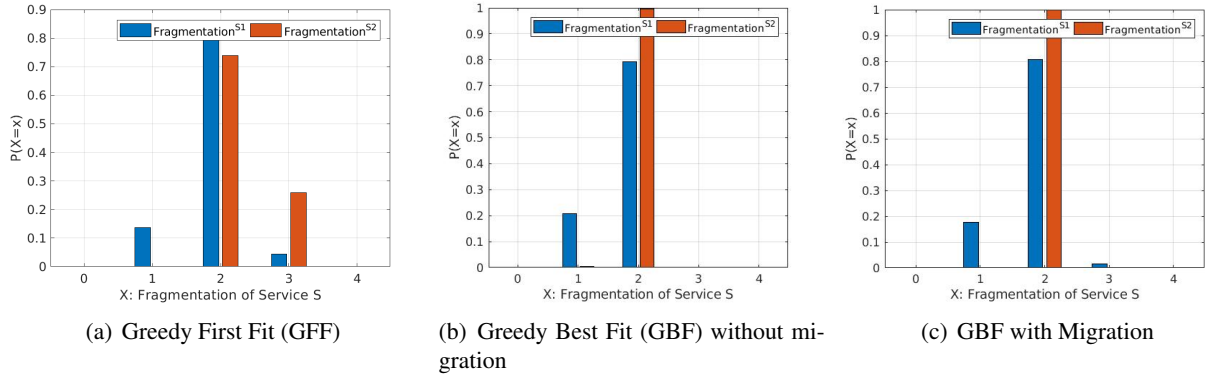 0.9
0.8
0.7
0.6
0.5
0.4
0.3
0.2
0.1
0
P(X=x)
Fragmentation^S1 Fragmentation^S2
0 1 2 3 4
X: Fragmentation of Service S
(a) Greedy First Fit (GFF)
1
0.9
0.8
0.7
0.6
0.5
0.4
0.3
0.2
0.1
0
P(X=x)
Fragmentation^S1 Fragmentation^S2
0 1 2 3 4
X: Fragmentation of Service S
(b) Greedy Best Fit (GBF) without mi-
gration
1
0.9
0.8
0.7
0.6
0.5
0.4
0.3
0.2
0.1
0
P(X=x)
Fragmentation^S1 Fragmentation^S2
0 1 2 3 4
X: Fragmentation of Service S
(c) GBF with Migration